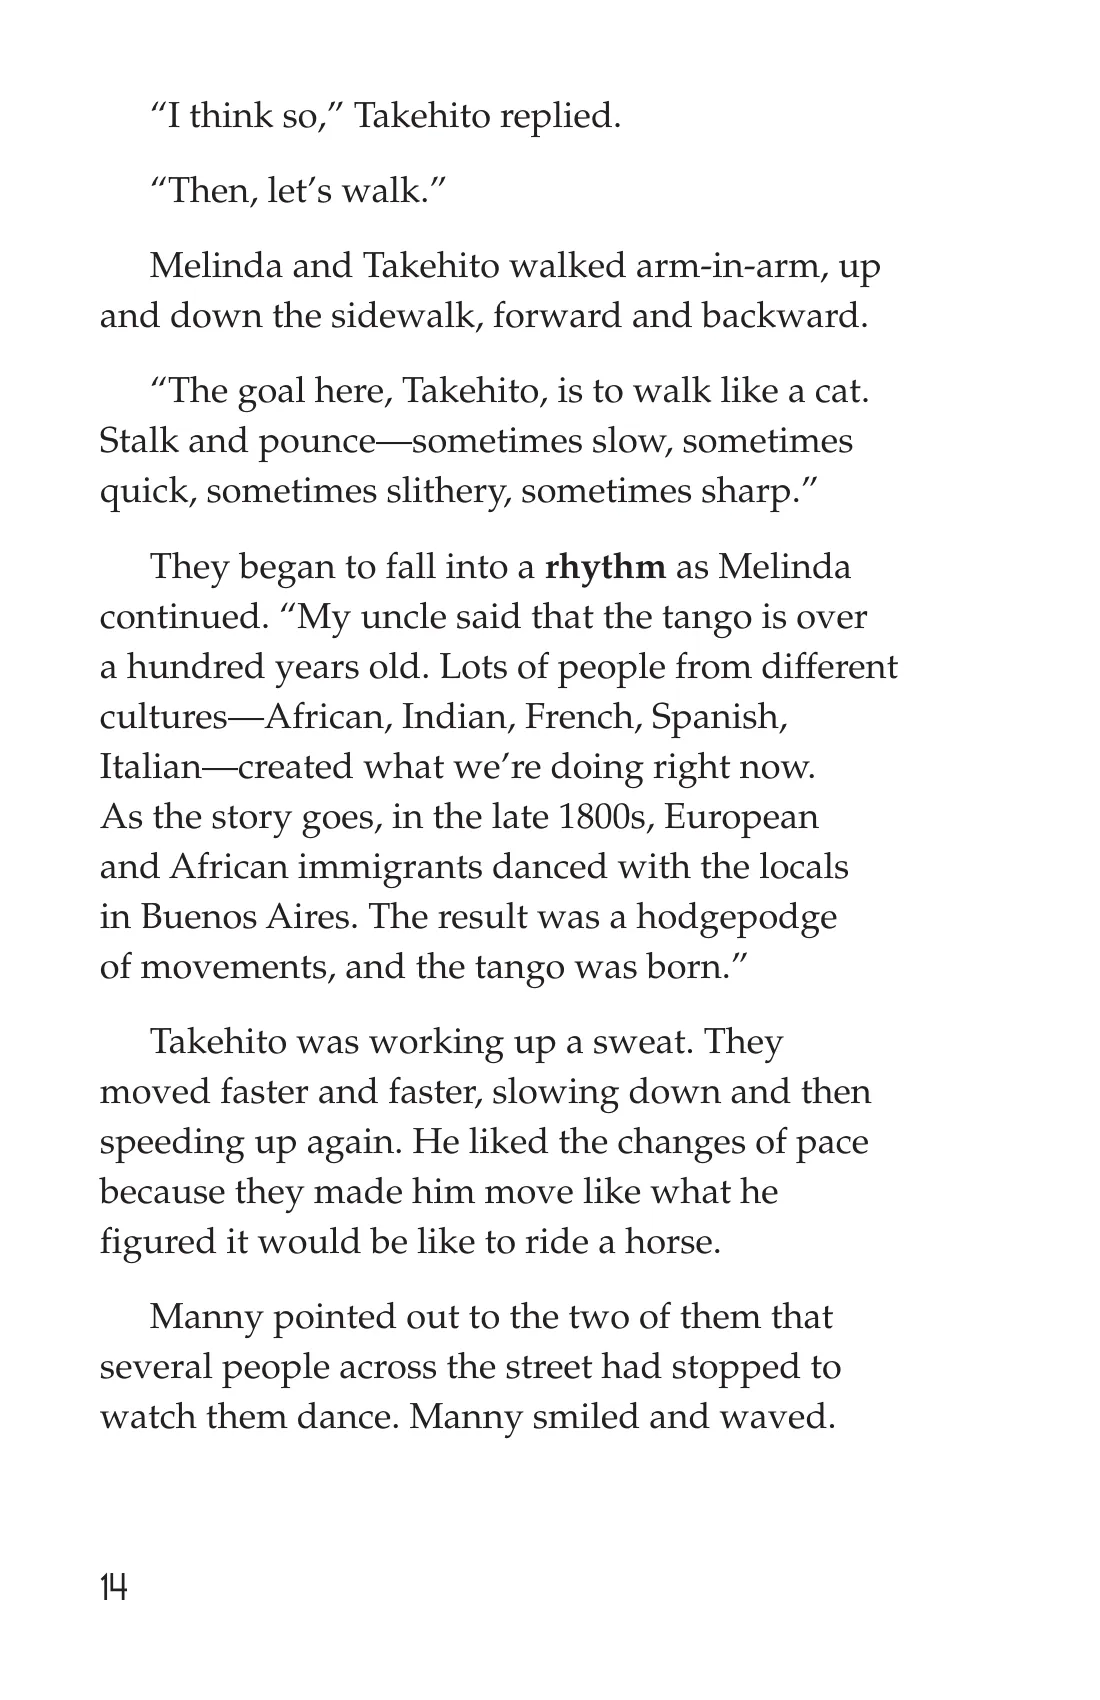 “I think so,” Takehito replied.
“Then, let’s walk.”
Melinda and Takehito walked arm-in-arm, up
and down the sidewalk, forward and backward.
“The goal here, Takehito, is to walk like a cat.
Stalk and pounce—sometimes slow, sometimes
quick, sometimes slithery, sometimes sharp.”
They began to fall into a rhythm as Melinda
continued. “My uncle said that the tango is over
a hundred years old. Lots of people from different
cultures—African, Indian, French, Spanish,
Italian—created what we’re doing right now.
As the story goes, in the late 1800s, European
and African immigrants danced with the locals
in Buenos Aires. The result was a hodgepodge
of movements, and the tango was born.”
Takehito was working up a sweat. They
moved faster and faster, slowing down and then
speeding up again. He liked the changes of pace
because they made him move like what he
figured it would be like to ride a horse.
Manny pointed out to the two of them that
several people across the street had stopped to
watch them dance. Manny smiled and waved.
14